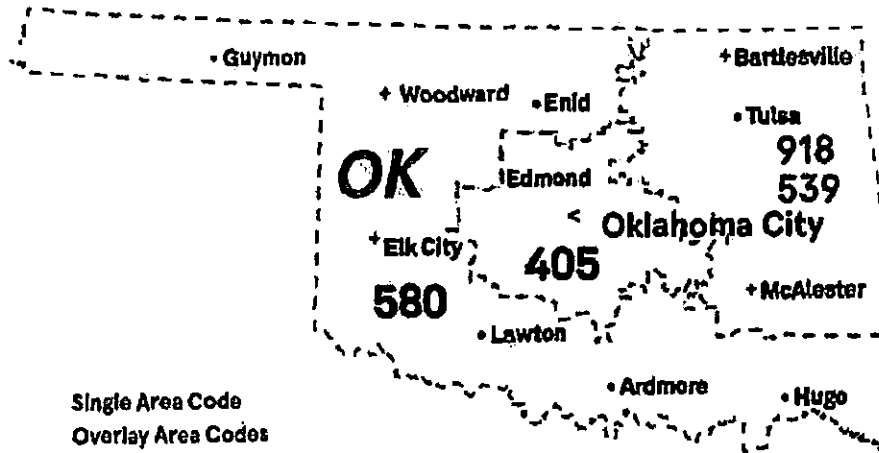 Guymon
Bartlesville
Woodward
Enid
Tulsa
918
OK
Edmond
539
Oklahoma City
Elk City
405
580
McAlester
Lawton
Ardmore
Hugo
Single Area Code
Overlay Area Codes